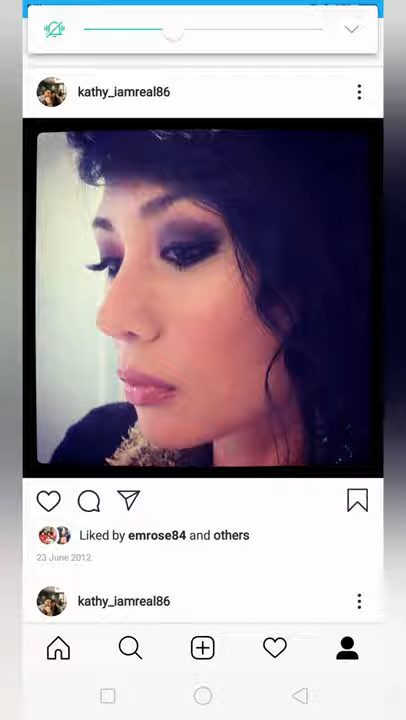 kathy_iamreal86
Liked by emrose84 and others
23 June 2012
kathy_iamreal86